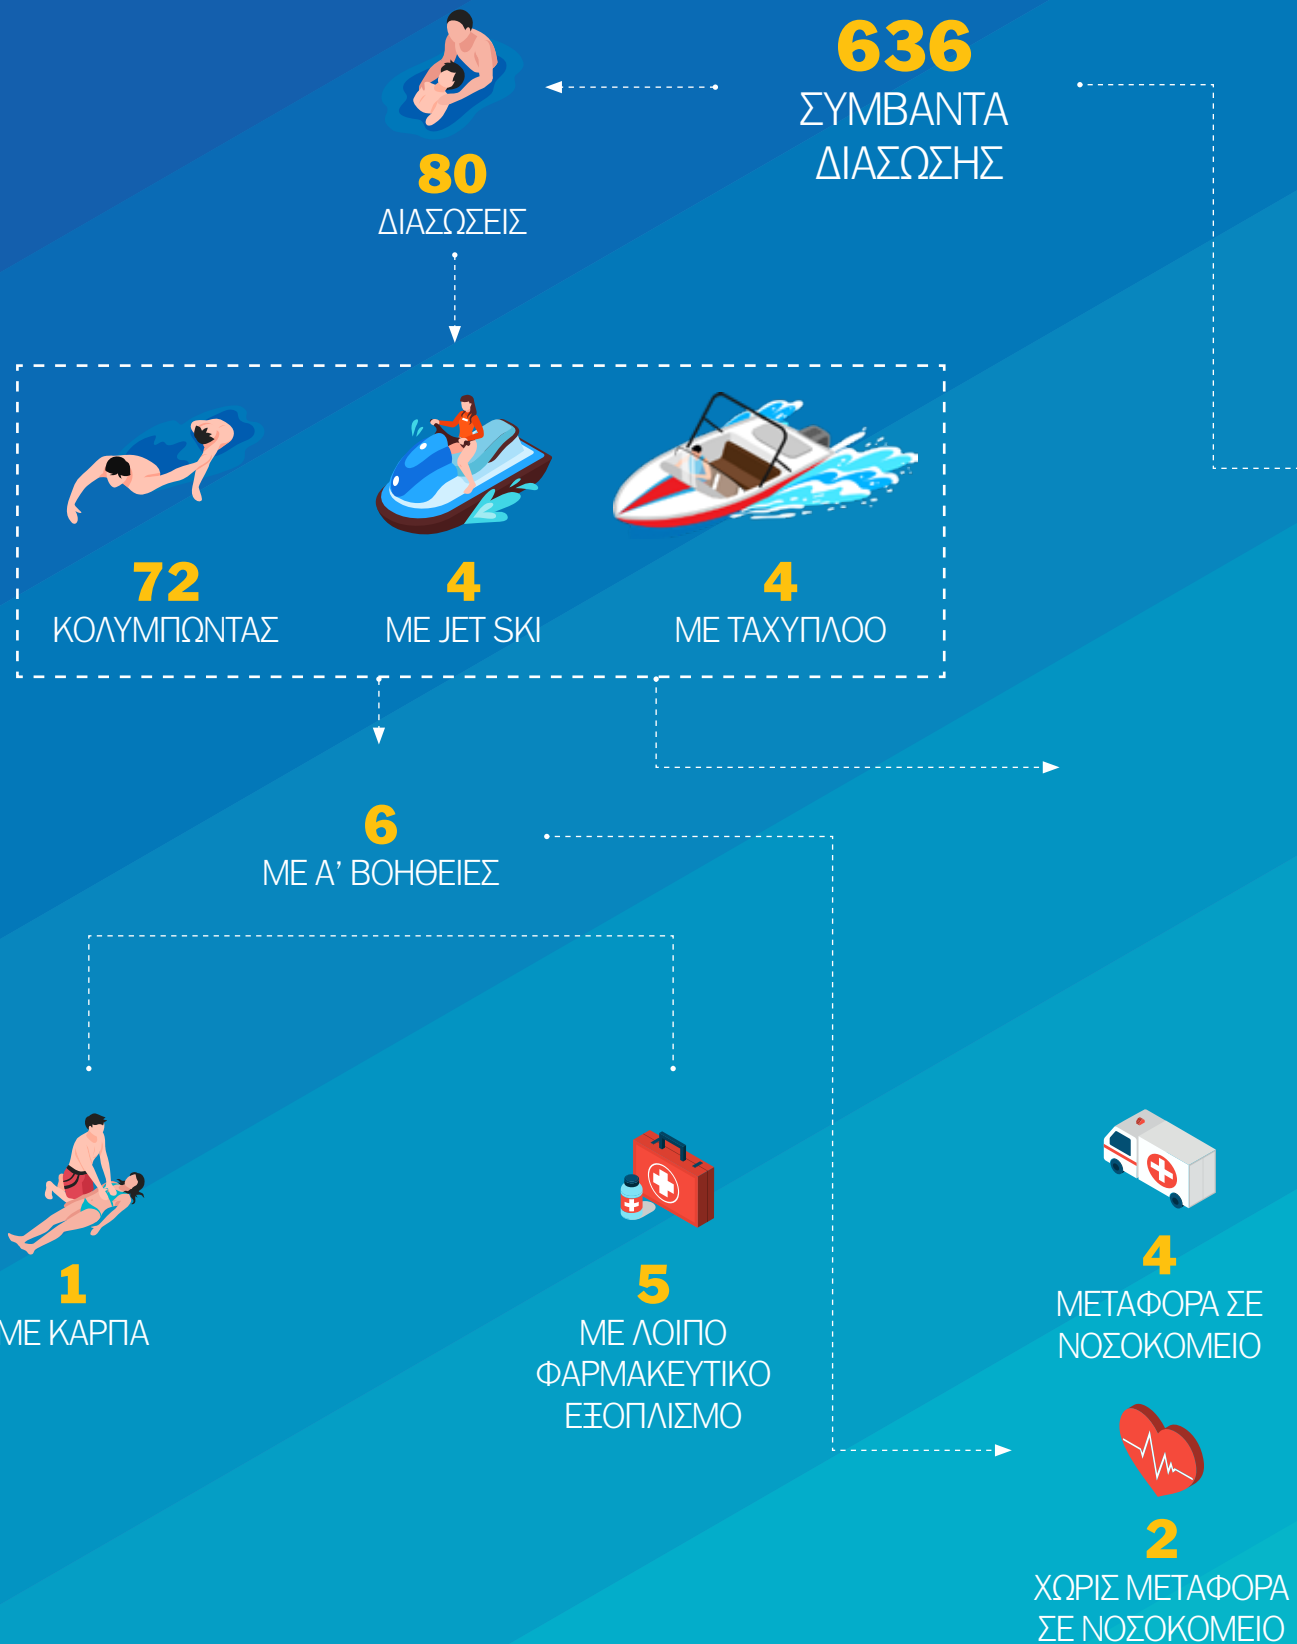 636
ΣΥΜΒΑΝΤΑ
ΔΙΑΣΩΣΗΣ
80
ΔΙΑΣΩΣΕΙΣ
72
ΚΟΛΥΜΠΩΝΤΑΣ
4
ΜΕ JET SKI
4
ΜΕ ΤΑΧΥΠΛΟΟ
6
ΜΕ Α’ ΒΟΗΘΕΙΕΣ
1
ΜΕ ΚΑΡΠΑ
5
ΜΕ ΛΟΙΠΟ
ΦΑΡΜΑΚΕΥΤΙΚΟ
ΕΞΟΠΛΙΣΜΟ
4
ΜΕΤΑΦΟΡΑ ΣΕ
ΝΟΣΟΚΟΜΕΙΟ
2
ΧΩΡΙΣ ΜΕΤΑΦΟΡΑ
ΣΕ ΝΟΣΟΚΟΜΕΙΟ